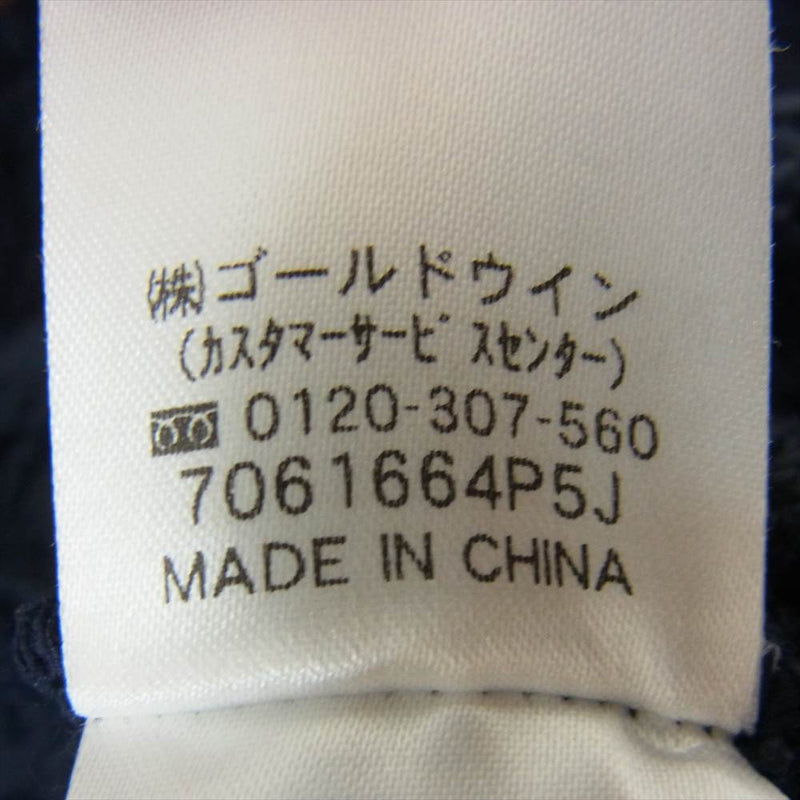 ㈱ゴールドウイン
(カスタマーサービスセンター)
0120-307-560
7061664P5J
MADE IN CHINA